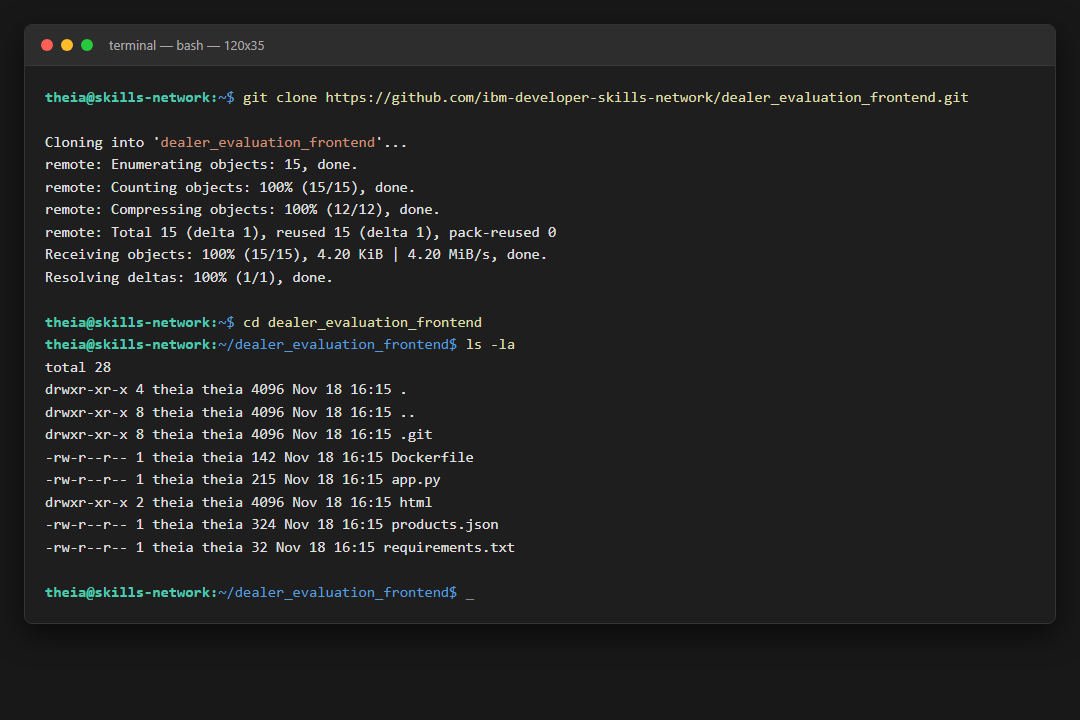 terminal — bash — 120x35
theia@skills-network:~$ git clone https://github.com/ibm-developer-skills-network/dealer_evaluation_frontend.git
Cloning into 'dealer_evaluation_frontend'...
remote: Enumerating objects: 15, done.
remote: Counting objects: 100% (15/15), done.
remote: Compressing objects: 100% (12/12), done.
remote: Total 15 (delta 1), reused 15 (delta 1), pack-reused 0
Receiving objects: 100% (15/15), 4.20 KiB | 4.20 MiB/s, done.
Resolving deltas: 100% (1/1), done.
theia@skills-network:~$ cd dealer_evaluation_frontend
theia@skills-network:~/dealer_evaluation_frontend$ ls -la
total 28
drwxr-xr-x 4 theia theia 4096 Nov 18 16:15 .
drwxr-xr-x 8 theia theia 4096 Nov 18 16:15 ..
drwxr-xr-x 8 theia theia 4096 Nov 18 16:15 .git
-rw-r--r-- 1 theia theia 142 Nov 18 16:15 Dockerfile
-rw-r--r-- 1 theia theia 215 Nov 18 16:15 app.py
drwxr-xr-x 2 theia theia 4096 Nov 18 16:15 html
-rw-r--r-- 1 theia theia 324 Nov 18 16:15 products.json
-rw-r--r-- 1 theia theia 32 Nov 18 16:15 requirements.txt
theia@skills-network:~/dealer_evaluation_frontend$ _